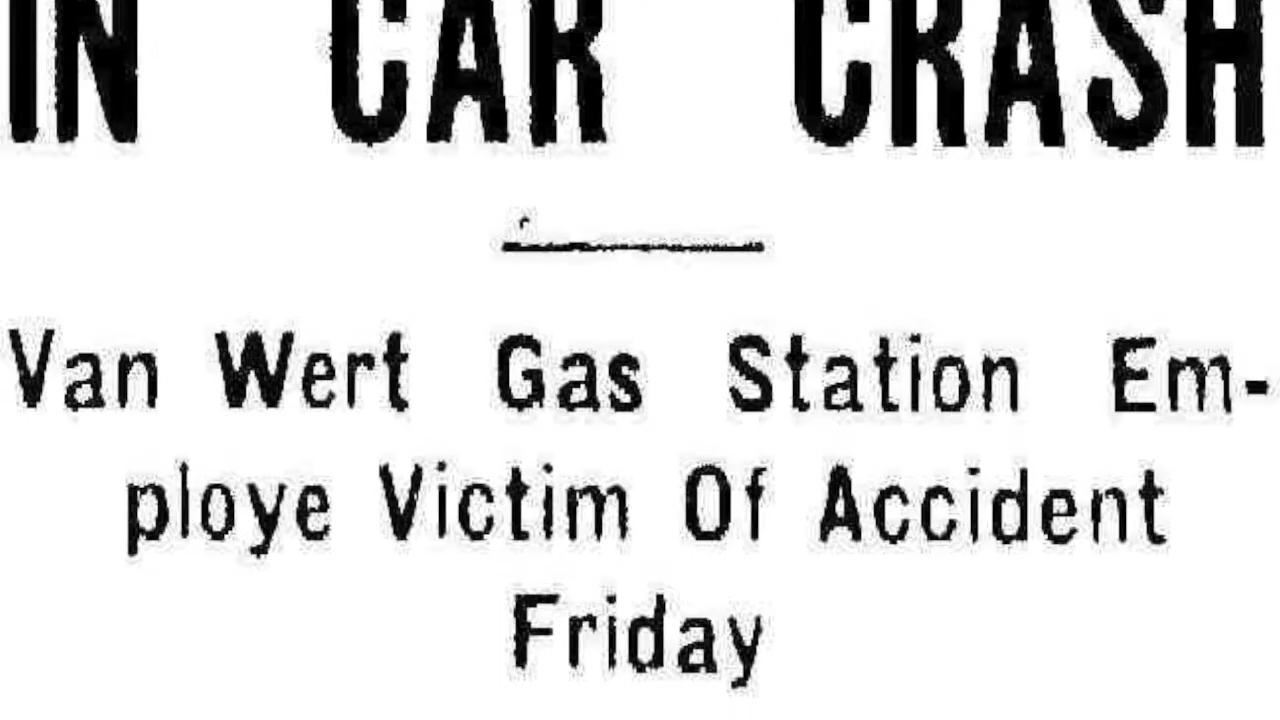 IN CAR CRASH
Van Wert Gas Station Em-
ploye Victim Of Accident
Friday